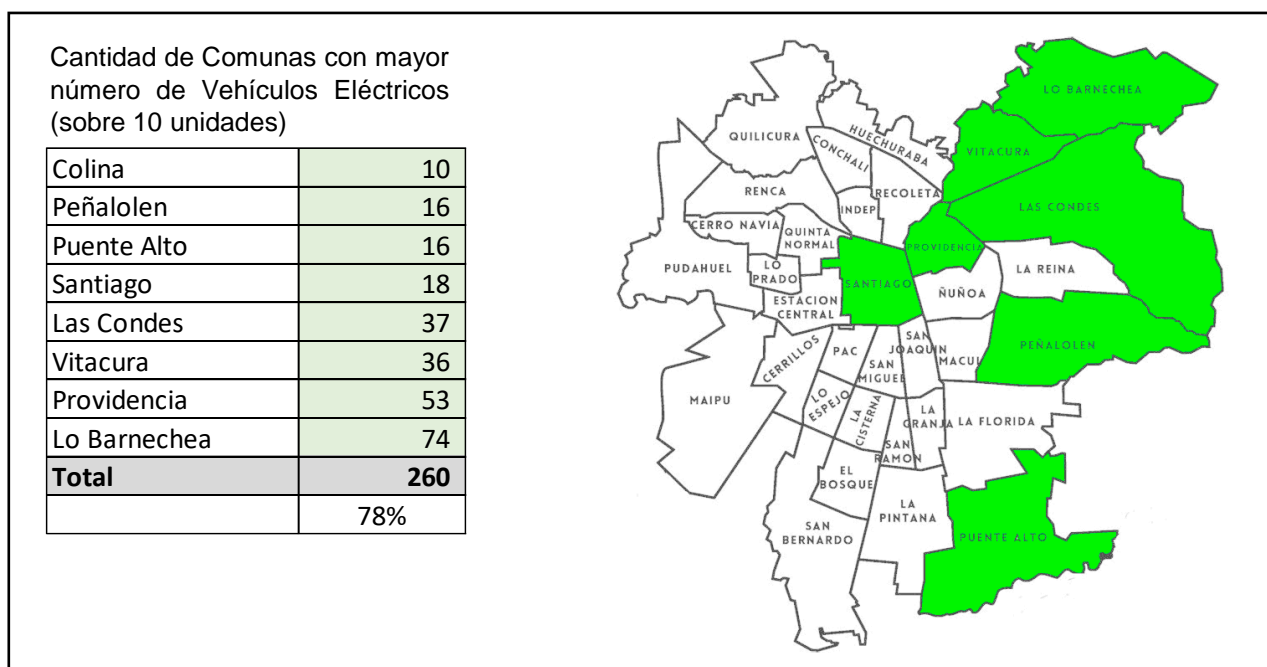 Cantidad de Comunas con mayor
número de Vehículos Eléctricos
(sobre 10 unidades)
Colina 10
Peñalolen 16
Puente Alto 16
Santiago 18
Las Condes 37
Vitacura 36
Providencia 53
Lo Barnechea 74
Total 260
78%
LO BARNECHEA
QUILICURA
HUECHURABA
CONCHALI
VITACURA
RENCA
RECOLETA
INDEP
LAS CONDES
CERRO NAVIA
QUINTA
NORMAL
PROVIDENCIA
PUDAHUEL
LO
PRADO
LA REINA
SANTIAGO
ÑUÑOA
ESTACION
CENTRAL
CERRILLOS
PAC
SAN
JOAQUIN
MACUL
PEÑALOLEN
SAN
MIGUEL
MAIPU
LO
ESPEJO
LA
CISTERNA
LA
GRANJA
LA FLORIDA
SAN
RAMON
EL
BOSQUE
LA
PINTANA
SAN
BERNARDO
PUENTE ALTO